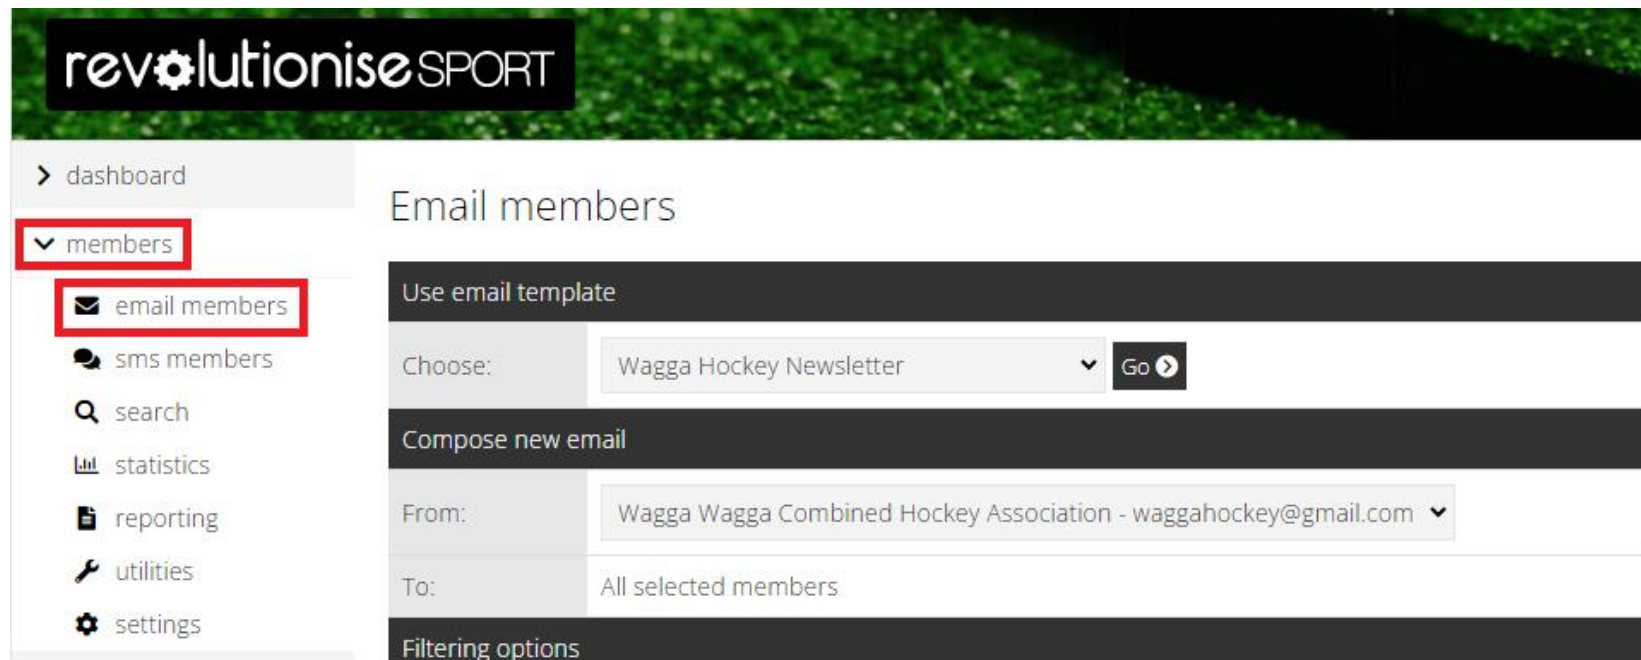 revolutioniseSPORT
dashboard
members
email members
sms members
search
statistics
reporting
utilities
settings
Email members
Use email template
Choose: Wagga Hockey Newsletter Go
Compose new email
From: Wagga Wagga Combined Hockey Association - waggahockey@gmail.com
To: All selected members
Filtering options